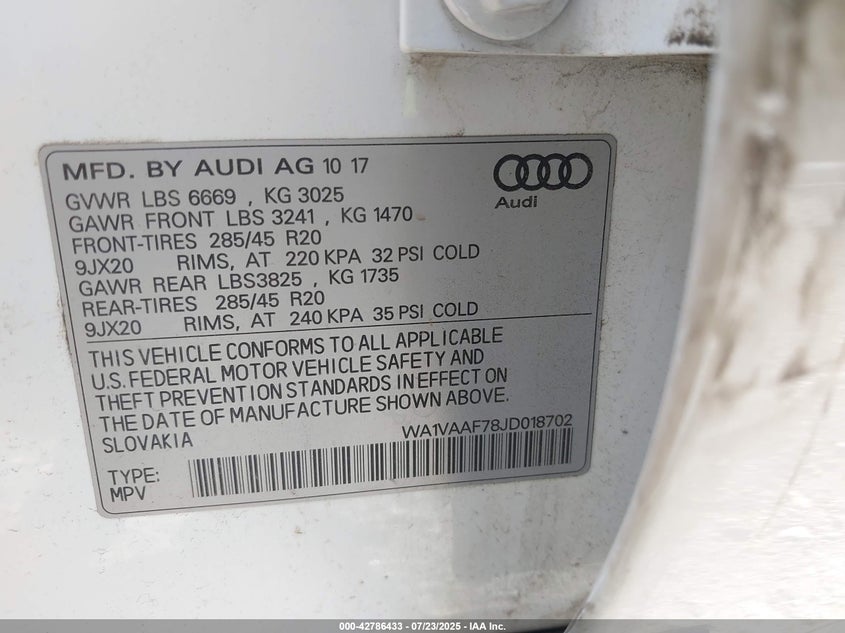 MFD. BY AUDI AG 10 17
GVWR LBS 6669 , KG 3025
GAWR FRONT LBS 3241 , KG 1470
FRONT-TIRES 285/45 R20
9JX20 RIMS, AT 220 KPA 32 PSI COLD
GAWR REAR LBS3825 , KG 1735
REAR-TIRES 285/45 R20
9JX20 RIMS, AT 240 KPA 35 PSI COLD
Audi
THIS VEHICLE CONFORMS TO ALL APPLICABLE
U.S. FEDERAL MOTOR VEHICLE SAFETY AND
THEFT PREVENTION STANDARDS IN EFFECT ON
THE DATE OF MANUFACTURE SHOWN ABOVE.
SLOVAKIA WA1VAAF78JD018702
TYPE:
MPV
000-42786433 - 07/23/2025 - IAA Inc.